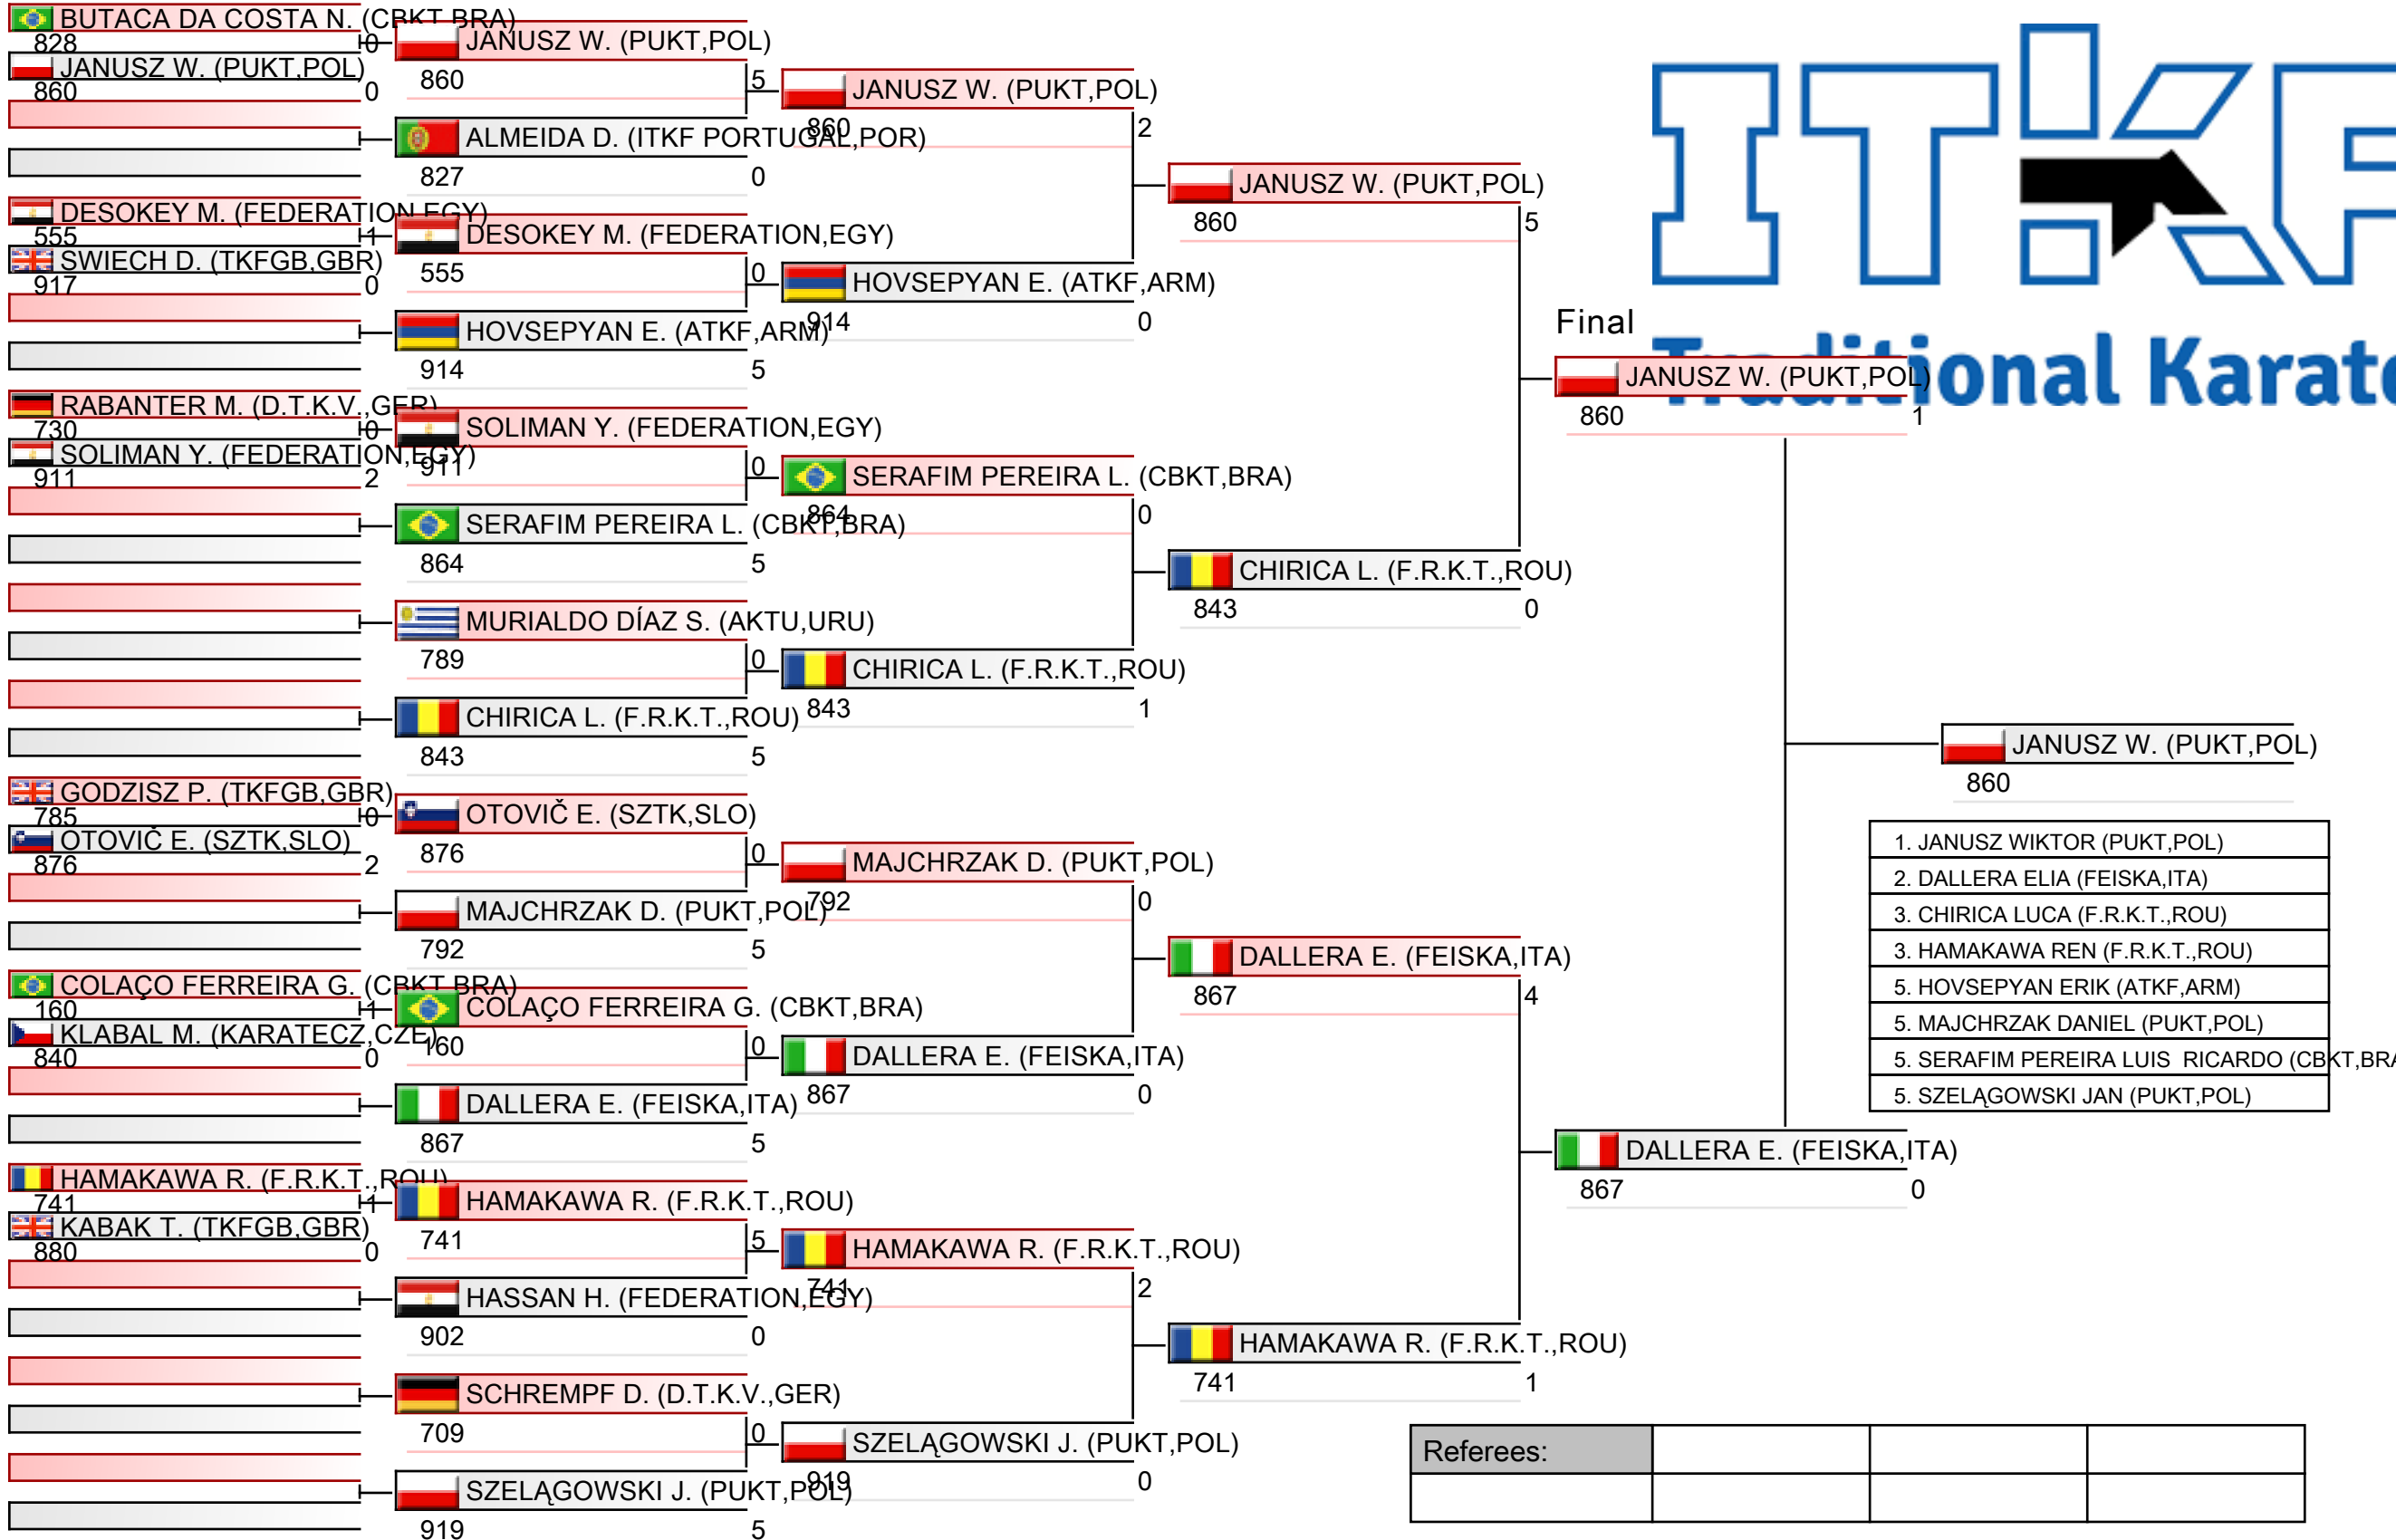 BUTACA DA COSTA N. (CBKT,BRA)
828
0
JANUSZ W. (PUKT,POL)
860
0
DESOKEY M. (FEDERATION,EGY)
555
1
SWIECH D. (TKFGB,GBR)
917
0
RABANTER M. (D.T.K.V.,GER)
730
0
SOLIMAN Y. (FEDERATION,EGY)
911
2
GODZISZ P. (TKFGB,GBR)
785
0
OTOVIČ E. (SZTK,SLO)
876
2
COLAÇO FERREIRA G. (CBKT,BRA)
160
1
KLABAL M. (KARATECZ,CZE)
840
0
HAMAKAWA R. (F.R.K.T.,ROU)
741
1
KABAK T. (TKFGB,GBR)
880
0
JANUSZ W. (PUKT,POL)
860
5
ALMEIDA D. (ITKF PORTUGAL,POR)
827
0
DESOKEY M. (FEDERATION,EGY)
555
0
HOVSEPYAN E. (ATKF,ARM)
914
5
SOLIMAN Y. (FEDERATION,EGY)
911
0
SERAFIM PEREIRA L. (CBKT,BRA)
864
5
MURIALDO DÍAZ S. (AKTU,URU)
789
0
CHIRICA L. (F.R.K.T.,ROU)
843
5
OTOVIČ E. (SZTK,SLO)
876
0
MAJCHRZAK D. (PUKT,POL)
792
5
COLAÇO FERREIRA G. (CBKT,BRA)
160
0
DALLERA E. (FEISKA,ITA)
867
5
HAMAKAWA R. (F.R.K.T.,ROU)
741
5
HASSAN H. (FEDERATION,EGY)
902
0
SCHREMPF D. (D.T.K.V.,GER)
709
0
SZELĄGOWSKI J. (PUKT,POL)
919
5
JANUSZ W. (PUKT,POL)
860
2
HOVSEPYAN E. (ATKF,ARM)
914
0
SERAFIM PEREIRA L. (CBKT,BRA)
864
0
CHIRICA L. (F.R.K.T.,ROU)
843
1
MAJCHRZAK D. (PUKT,POL)
792
0
DALLERA E. (FEISKA,ITA)
867
0
HAMAKAWA R. (F.R.K.T.,ROU)
741
2
SZELĄGOWSKI J. (PUKT,POL)
919
0
JANUSZ W. (PUKT,POL)
860
5
CHIRICA L. (F.R.K.T.,ROU)
843
0
DALLERA E. (FEISKA,ITA)
867
4
HAMAKAWA R. (F.R.K.T.,ROU)
741
1
ITKF
Traditional Karate
Final
JANUSZ W. (PUKT,POL)
860
1
DALLERA E. (FEISKA,ITA)
867
0
JANUSZ W. (PUKT,POL)
860
1. JANUSZ WIKTOR (PUKT,POL)
2. DALLERA ELIA (FEISKA,ITA)
3. CHIRICA LUCA (F.R.K.T.,ROU)
3. HAMAKAWA REN (F.R.K.T.,ROU)
5. HOVSEPYAN ERIK (ATKF,ARM)
5. MAJCHRZAK DANIEL (PUKT,POL)
5. SERAFIM PEREIRA LUIS RICARDO (CBKT,BRA
5. SZELĄGOWSKI JAN (PUKT,POL)
Referees: